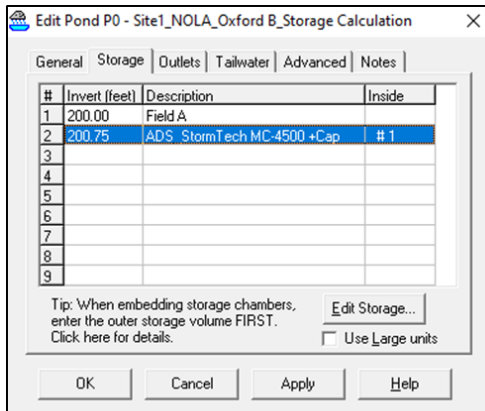 Edit Pond P0 - Site1_NOLA_Oxford B_Storage Calculation
General Storage Outlets Tailwater Advanced Notes
# Invert (feet) Description Inside
1 200.00 Field A
2 200.75 ADS_StormTech MC-4500 +Cap # 1
3
4
5
6
7
8
9
Tip: When embedding storage chambers,
enter the outer storage volume FIRST.
Click here for details.
Edit Storage...
Use Large units
OK Cancel Apply Help